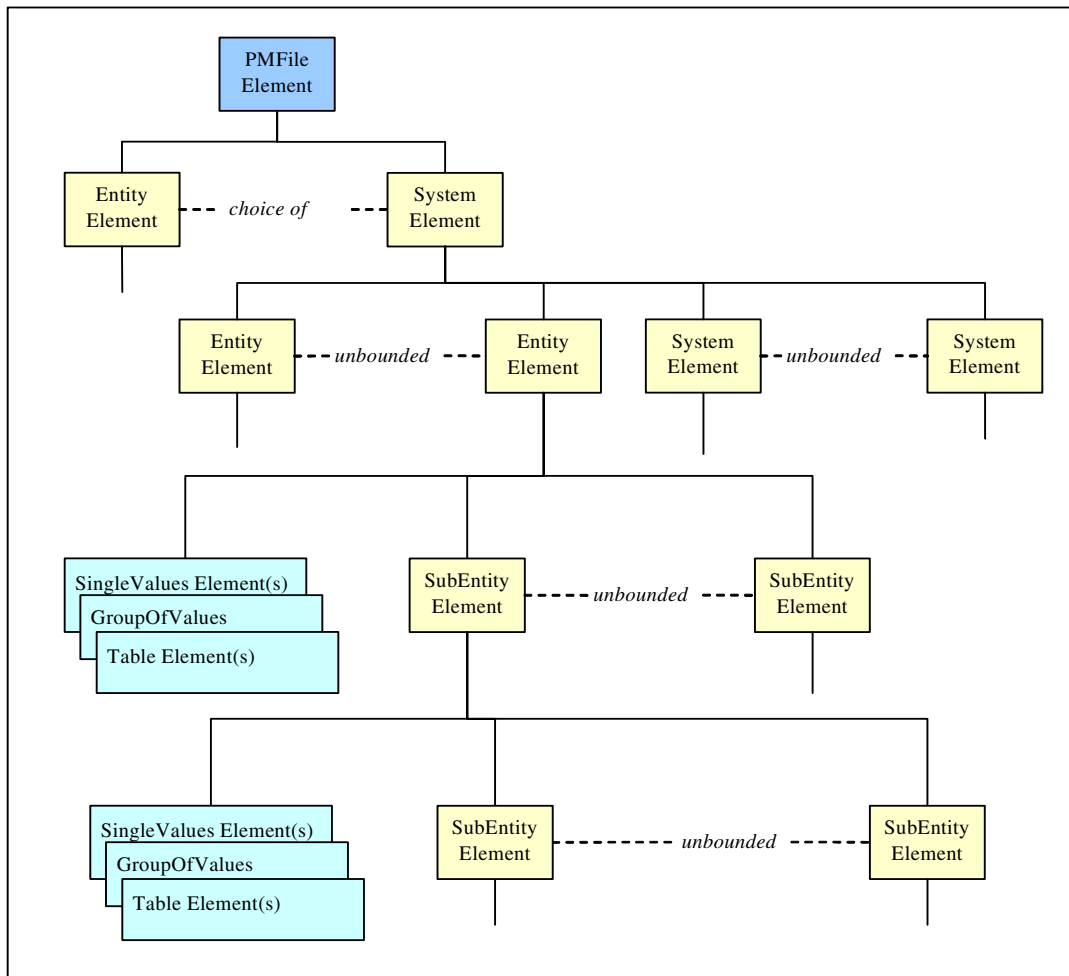 PMFile
Element
Entity
Element
choice of
System
Element
Entity
Element
unbounded
Entity
Element
System
Element
unbounded
System
Element
SingleValues Element(s)
GroupOfValues
Table Element(s)
SubEntity
Element
unbounded
SubEntity
Element
SingleValues Element(s)
GroupOfValues
Table Element(s)
SubEntity
Element
unbounded
SubEntity
Element